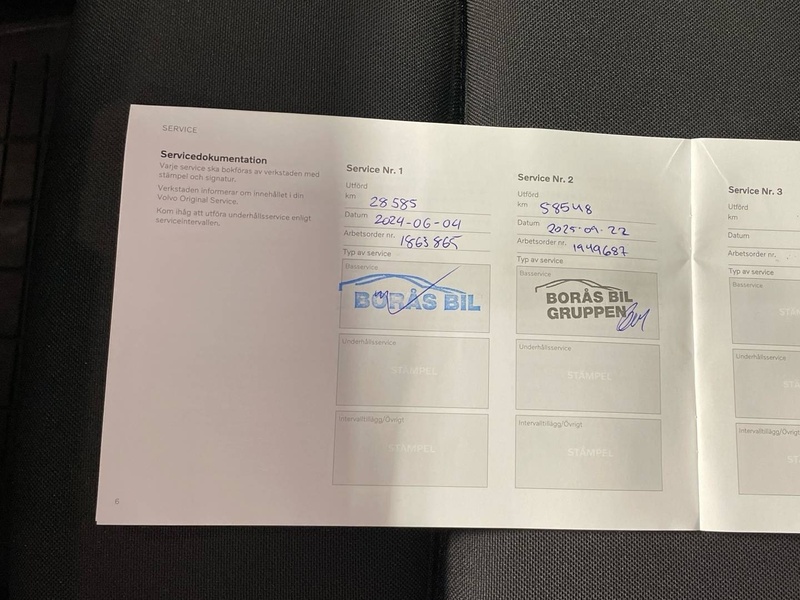 SERVICE
Servicedokumentation
Varje service ska bokföras av verkstaden med
stämpel och signatur.
Verkstaden informerar om innehållet i din
Volvo Original Service.
Kom ihåg att utföra underhållsservice enligt
serviceintervallen.
6
Service Nr. 1
Utförd
km 28585
Datum 2024-06-04
Arbetsorder nr. 1863865
Typ av service
Basservice
BORÅS BIL
Underhållsservice
STÄMPEL
Intervalltillägg/Övrigt
STÄMPEL
Service Nr. 2
Utförd
km 58548
Datum 2025-09-22
Arbetsorder nr. 1949687
Typ av service
Basservice
BORÅS BIL
GRUPPEN
Underhållsservice
STÄMPEL
Intervalltillägg/Övrigt
STÄMPEL
Service Nr. 3
Utförd
km
Datum
Arbetsorder nr.
Typ av service
Basservice
Underhållsservice